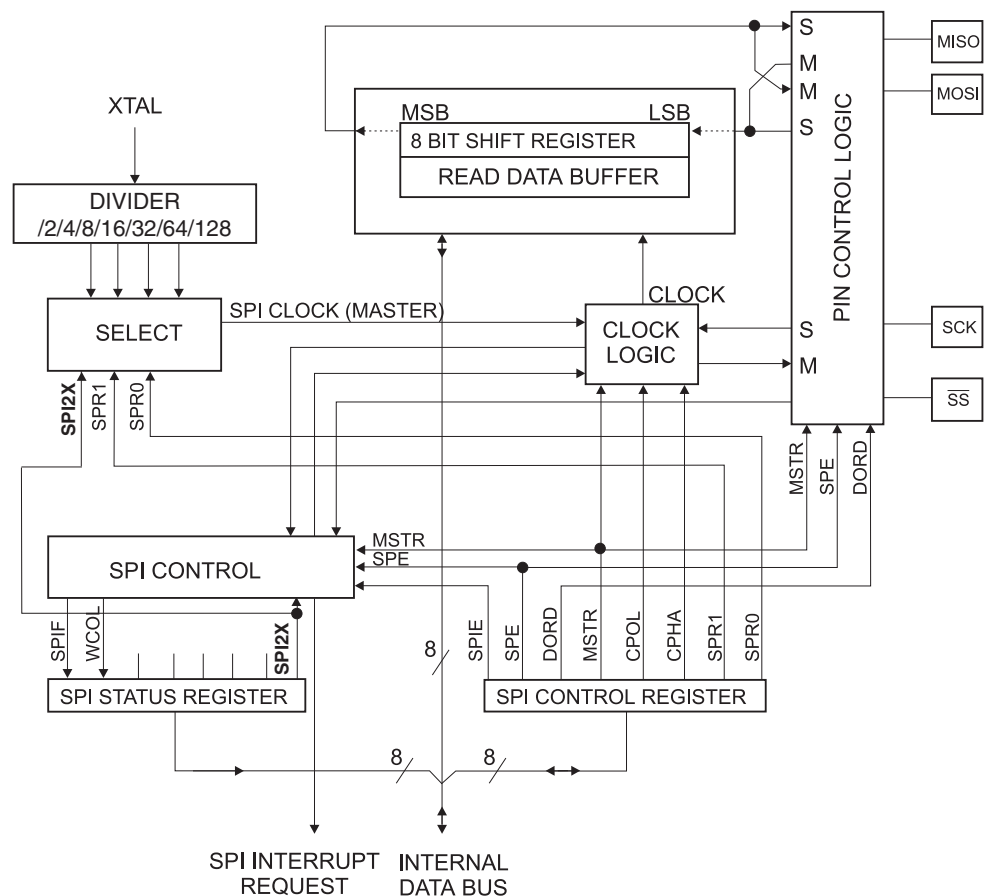 S
MISO
M
MSB
LSB
M
MOSI
XTAL
8 BIT SHIFT REGISTER
S
READ DATA BUFFER
DIVIDER
/2/4/8/16/32/64/128
PIN CONTROL LOGIC
SPI CLOCK (MASTER)
CLOCK
SELECT
CLOCK
LOGIC
S
SCK
M
SPI2X
SPR1
SPR0
SS
MSTR
SPE
DORD
MSTR
SPE
SPI CONTROL
SPIF
WCOL
SPI2X
8
SPIE
SPE
DORD
MSTR
CPOL
CPHA
SPR1
SPR0
SPI STATUS REGISTER
SPI CONTROL REGISTER
8
8
SPI INTERRUPT
REQUEST
INTERNAL
DATA BUS